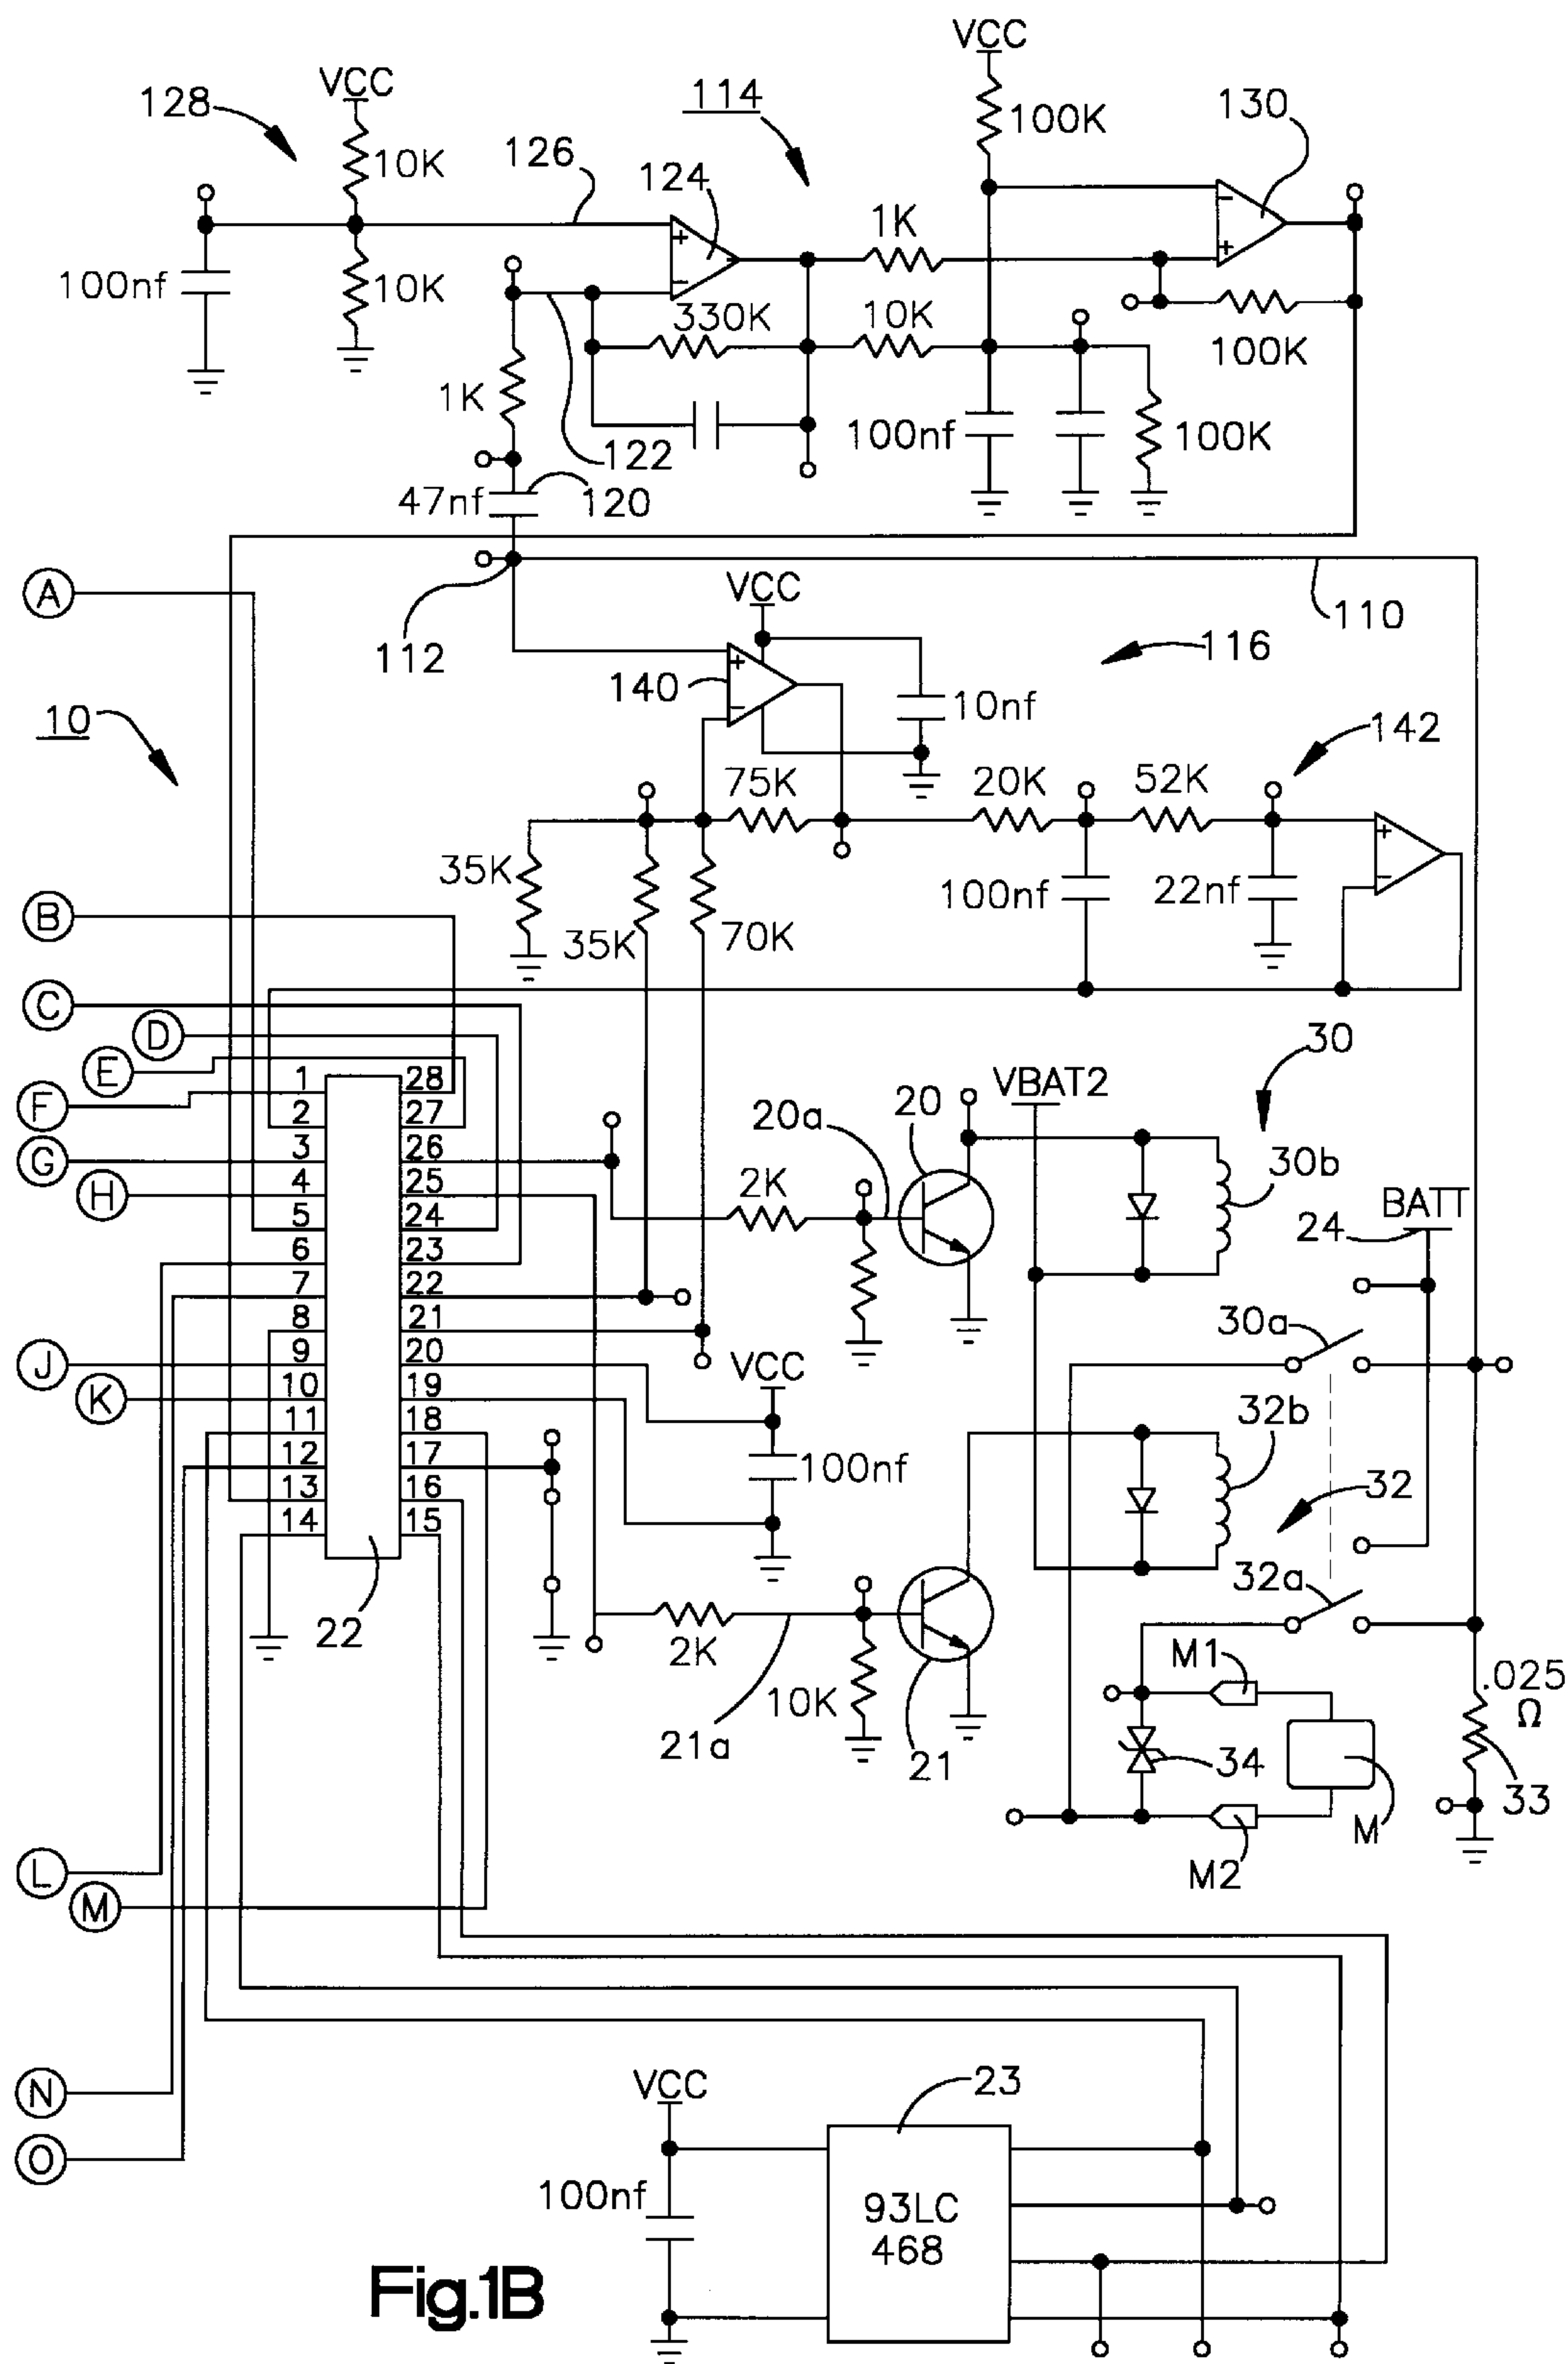 VCC
VCC
128
114
130
100K
10K
126
124
1K
100nf
10K
330K
10K
100K
1K
122
100nf
100K
47nf
120
A
VCC
110
112
116
140
10nf
10
142
75K
20K
52K
35K
100nf
22nf
B
35K
70K
C
D
30
E
1
28
VBAT2
F
2
27
20a
20
G
3
26
30b
H
4
25
2K
BATT
5
24
24
6
23
7
22
30a
8
21
J
9
20
VCC
K
10
19
32b
11
18
12
17
100nf
32
13
16
14
15
32a
22
2K
M1
.025
Ω
10K
21a
21
34
33
M
M2
L
M
N
VCC
23
O
100nf
93LC
468
Fig.1B